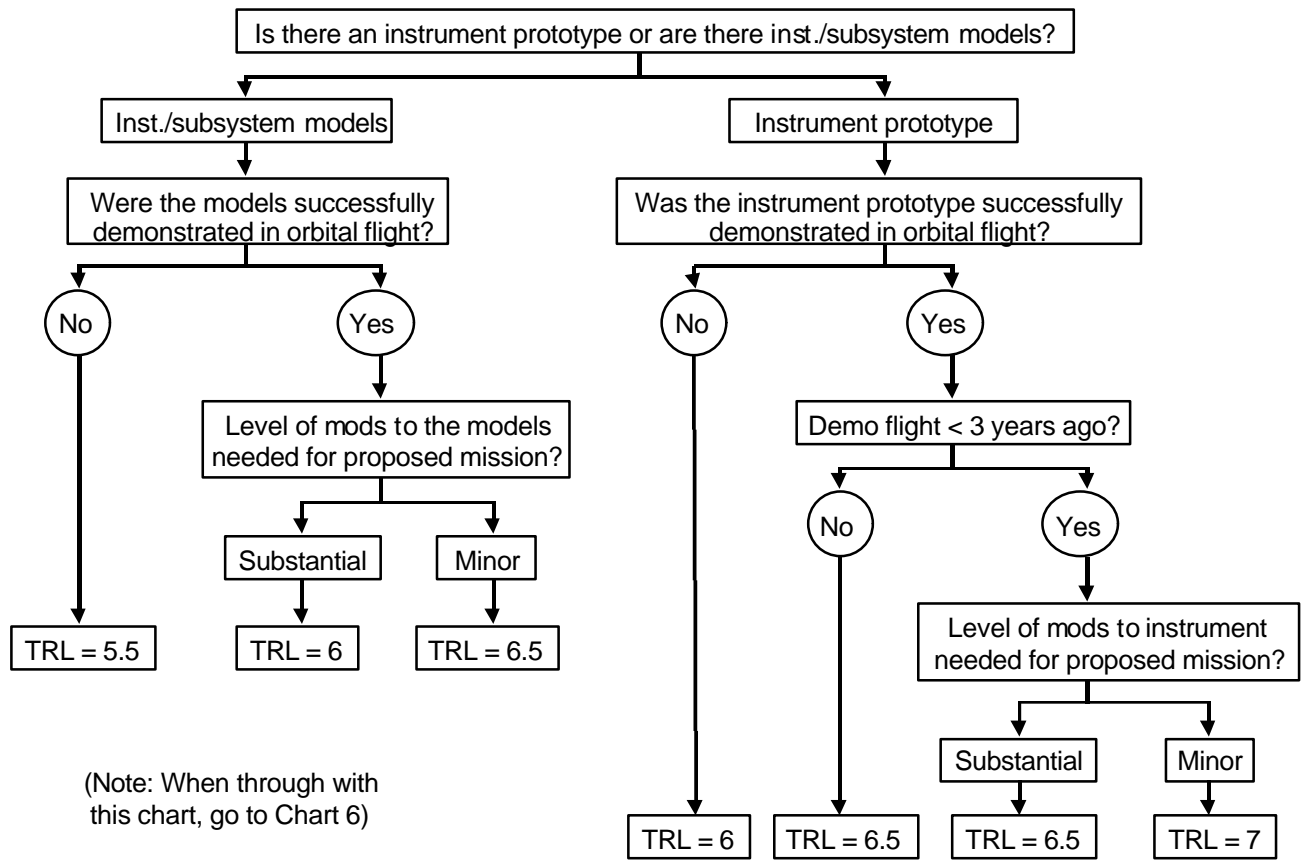 Is there an instrument prototype or are there inst./subsystem models?
Inst./subsystem models
Instrument prototype
Were the models successfully
demonstrated in orbital flight?
Was the instrument prototype successfully
demonstrated in orbital flight?
No
Yes
No
Yes
Level of mods to the models
needed for proposed mission?
Demo flight < 3 years ago?
No
Yes
Substantial
Minor
TRL = 5.5
TRL = 6
TRL = 6.5
Level of mods to instrument
needed for proposed mission?
Substantial
Minor
(Note: When through with
this chart, go to Chart 6)
TRL = 6
TRL = 6.5
TRL = 6.5
TRL = 7